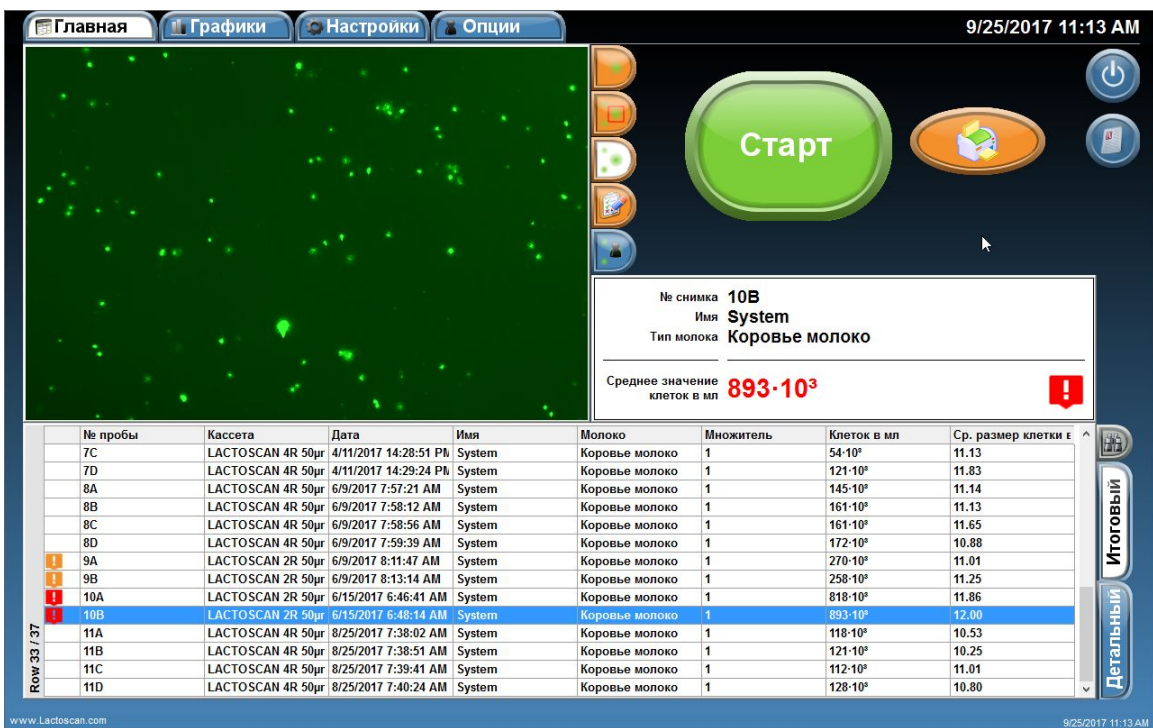 Главная Графики Настройки Опции 9/25/2017 11:13 AM
Старт
№ снимка 10B
Имя System
Тип молока Коровье молоко
Среднее значение
клеток в мл 893·10³
№ пробы Кассета Дата Имя Молоко Множитель Клеток в мл Ср. размер клетки в
7C LACTOSCAN 4R 50µг 4/11/2017 14:28:51 PM System Коровье молоко 1 54·10³ 11.13
7D LACTOSCAN 4R 50µг 4/11/2017 14:29:24 PM System Коровье молоко 1 121·10³ 11.83
8A LACTOSCAN 4R 50µг 6/9/2017 7:57:21 AM System Коровье молоко 1 145·10³ 11.14
8B LACTOSCAN 4R 50µг 6/9/2017 7:58:12 AM System Коровье молоко 1 161·10³ 11.13
8C LACTOSCAN 4R 50µг 6/9/2017 7:58:56 AM System Коровье молоко 1 161·10³ 11.65
8D LACTOSCAN 4R 50µг 6/9/2017 7:59:39 AM System Коровье молоко 1 172·10³ 10.88
9A LACTOSCAN 2R 50µг 6/9/2017 8:11:47 AM System Коровье молоко 1 270·10³ 11.01
9B LACTOSCAN 2R 50µг 6/9/2017 8:13:14 AM System Коровье молоко 1 258·10³ 11.25
10A LACTOSCAN 2R 50µг 6/15/2017 6:46:41 AM System Коровье молоко 1 818·10³ 11.86
10B LACTOSCAN 2R 50µг 6/15/2017 6:48:14 AM System Коровье молоко 1 893·10³ 12.00
11A LACTOSCAN 4R 50µг 8/25/2017 7:38:02 AM System Коровье молоко 1 118·10³ 10.53
11B LACTOSCAN 4R 50µг 8/25/2017 7:38:51 AM System Коровье молоко 1 121·10³ 10.25
11C LACTOSCAN 4R 50µг 8/25/2017 7:39:41 AM System Коровье молоко 1 112·10³ 11.01
11D LACTOSCAN 4R 50µг 8/25/2017 7:40:24 AM System Коровье молоко 1 128·10³ 10.80
Row 33 / 37
Итоговый
Детальный
www.Lactoscan.com 9/25/2017 11:13 AM